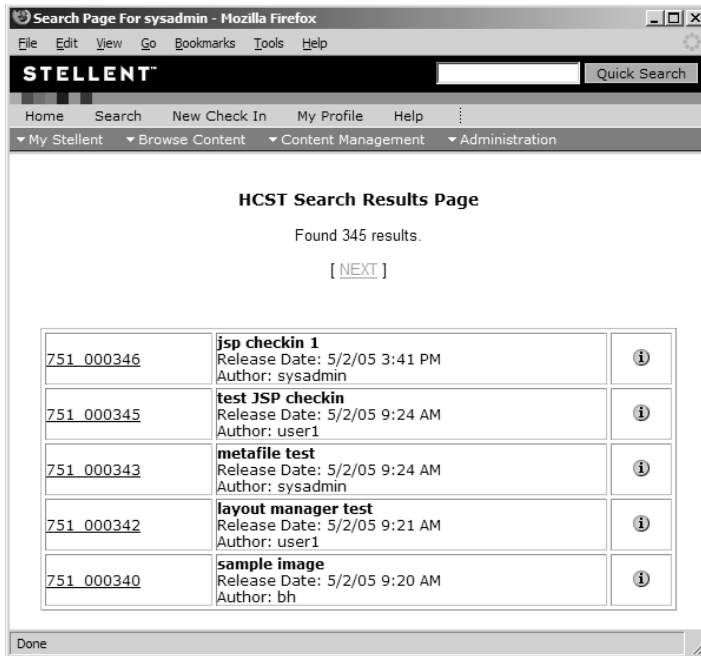 Search Page For sysadmin - Mozilla Firefox
File Edit View Go Bookmarks Tools Help
STELLENT™
Quick Search
Home Search New Check In My Profile Help
My Stellent Browse Content Content Management Administration
HCST Search Results Page
Found 345 results.
[ NEXT ]
751_000346
jsp checkin 1
Release Date: 5/2/05 3:41 PM
Author: sysadmin
751_000345
test JSP checkin
Release Date: 5/2/05 9:24 AM
Author: user1
751_000343
metafile test
Release Date: 5/2/05 9:24 AM
Author: sysadmin
751_000342
layout manager test
Release Date: 5/2/05 9:21 AM
Author: user1
751_000340
sample image
Release Date: 5/2/05 9:20 AM
Author: bh
Done